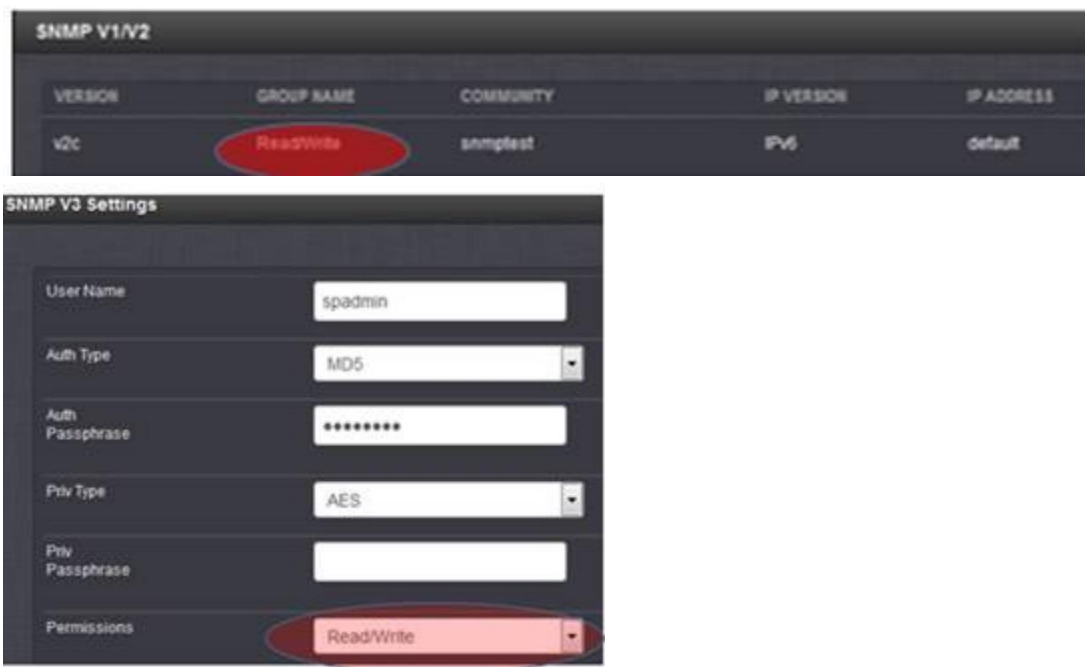 SNMP V1/V2
VERSION GROUP NAME COMMUNITY IP VERSION IP ADDRESS
v2c Read/Write snmptest IPv6 default
SNMP V3 Settings
User Name spadmin
Auth Type MD5
Auth
Passphrase ••••••••
Priv Type AES
Priv
Passphrase
Permissions Read/Write